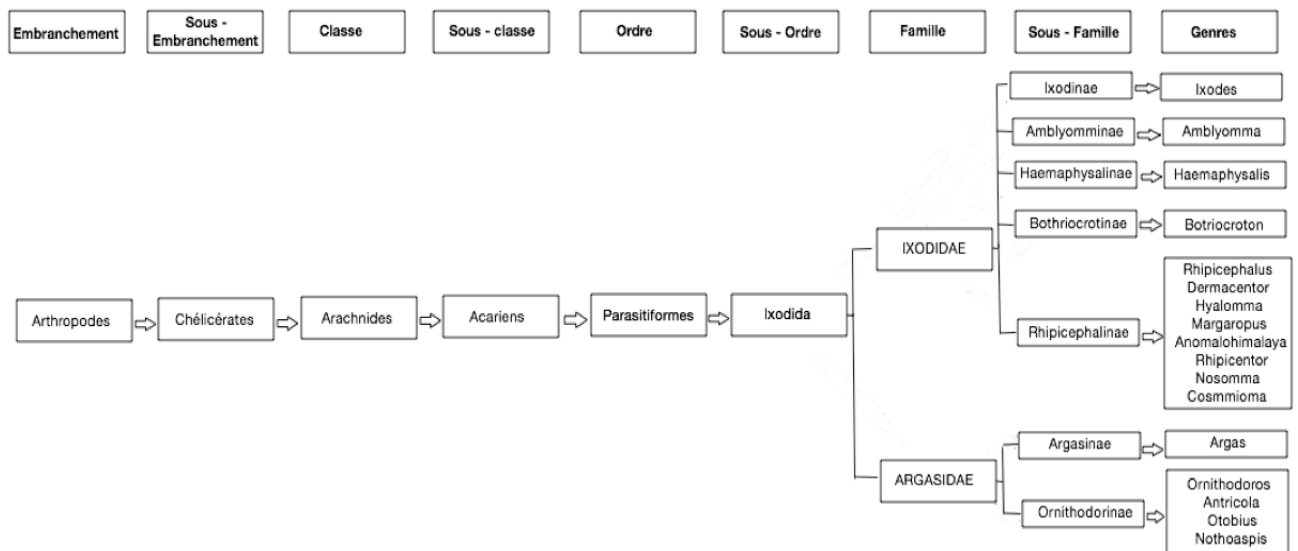 Embranchement
Sous -
Embranchement
Classe
Sous - classe
Ordre
Sous - Ordre
Famille
Sous - Famille
Genres
Arthropodes
Chélicérates
Arachnides
Acariens
Parasitiformes
Ixodida
IXODIDAE
Ixodinae
Ixodes
Amblyomminae
Amblyomma
Haemaphysalinae
Haemaphysalis
Bothriocrotinae
Botriocroton
Rhipicephalinae
Rhipicephalus
Dermacentor
Hyalomma
Margaropus
Anomalohimalaya
Rhipicentor
Nosomma
Cosmmioma
ARGASIDAE
Argasinae
Argas
Ornithodorinae
Ornithodoros
Antricola
Otobius
Nothoaspis